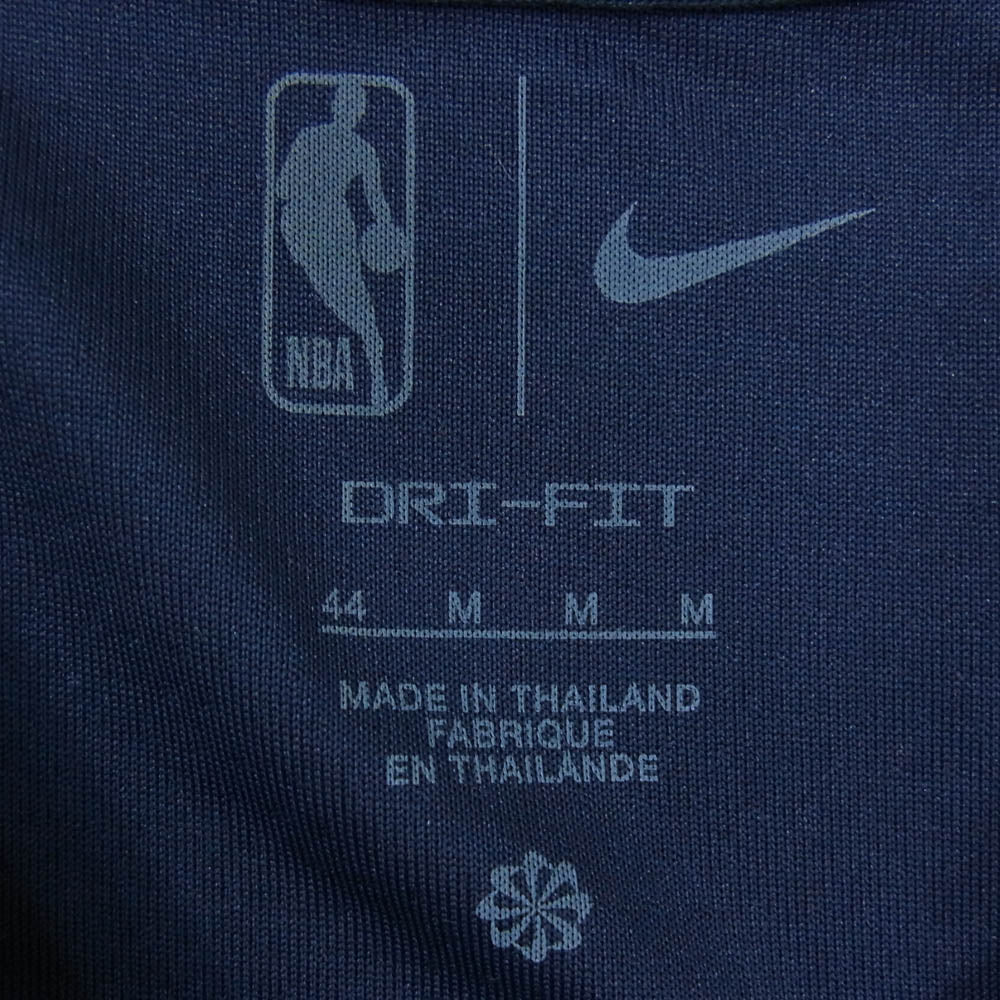 NBA
DRI-FIT
44 M M M
MADE IN THAILAND
FABRIQUE
EN THAILANDE